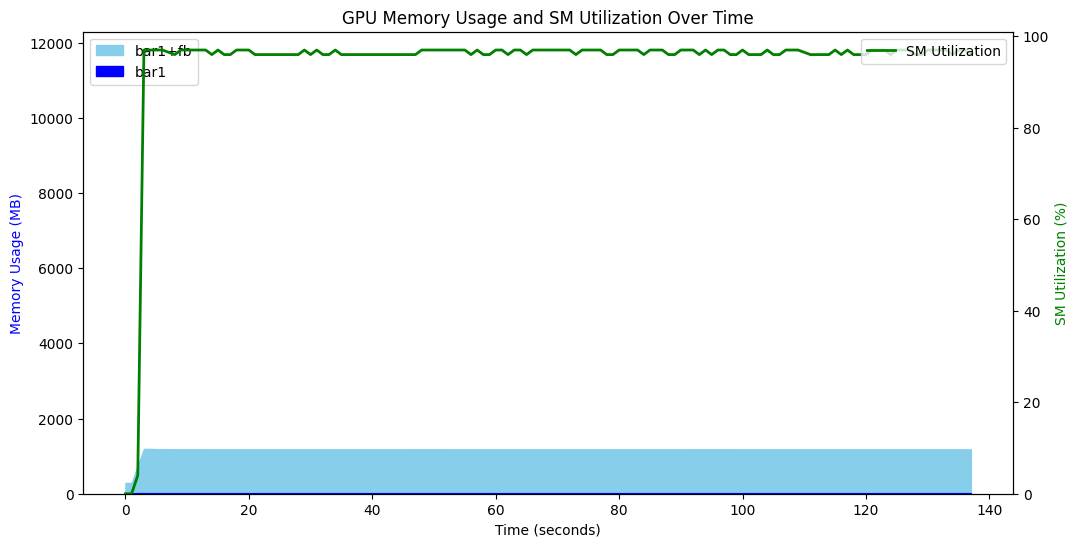 GPU Memory Usage and SM Utilization Over Time
bar1+fb
bar1
SM Utilization
12000
10000
8000
6000
4000
2000
0
Memory Usage (MB)
100
80
60
40
20
0
SM Utilization (%)
0 20 40 60 80 100 120 140
Time (seconds)